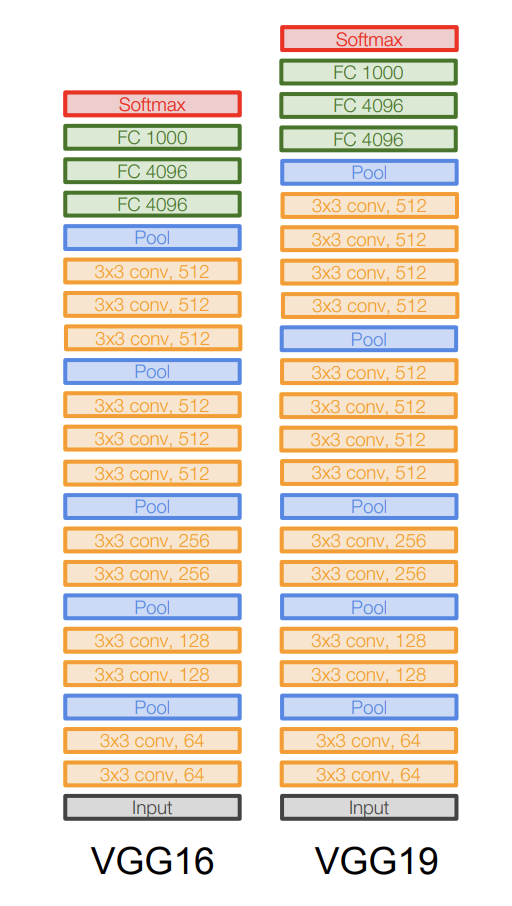 Softmax
FC 1000
FC 4096
FC 4096
Pool
3x3 conv, 512
3x3 conv, 512
3x3 conv, 512
Pool
3x3 conv, 512
3x3 conv, 512
3x3 conv, 512
Pool
3x3 conv, 256
3x3 conv, 256
Pool
3x3 conv, 128
3x3 conv, 128
Pool
3x3 conv, 64
3x3 conv, 64
Input
VGG16
Softmax
FC 1000
FC 4096
FC 4096
Pool
3x3 conv, 512
3x3 conv, 512
3x3 conv, 512
3x3 conv, 512
Pool
3x3 conv, 512
3x3 conv, 512
3x3 conv, 512
3x3 conv, 512
Pool
3x3 conv, 256
3x3 conv, 256
Pool
3x3 conv, 128
3x3 conv, 128
Pool
3x3 conv, 64
3x3 conv, 64
Input
VGG19